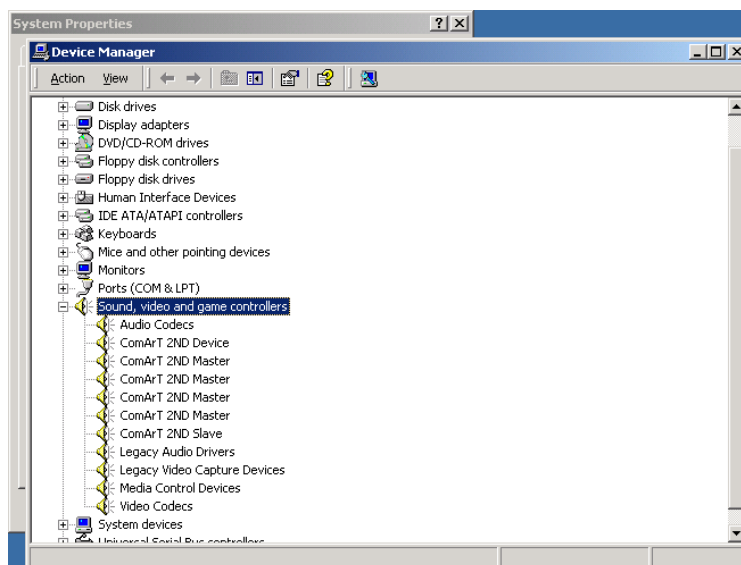 System Properties
Device Manager
Action View
Disk drives
Display adapters
DVD/CD-ROM drives
Floppy disk controllers
Floppy disk drives
Human Interface Devices
IDE ATA/ATAPI controllers
Keyboards
Mice and other pointing devices
Monitors
Ports (COM & LPT)
Sound, video and game controllers
Audio Codecs
ComArT 2ND Device
ComArT 2ND Master
ComArT 2ND Master
ComArT 2ND Master
ComArT 2ND Master
ComArT 2ND Slave
Legacy Audio Drivers
Legacy Video Capture Devices
Media Control Devices
Video Codecs
System devices
Universal Serial Bus controllers